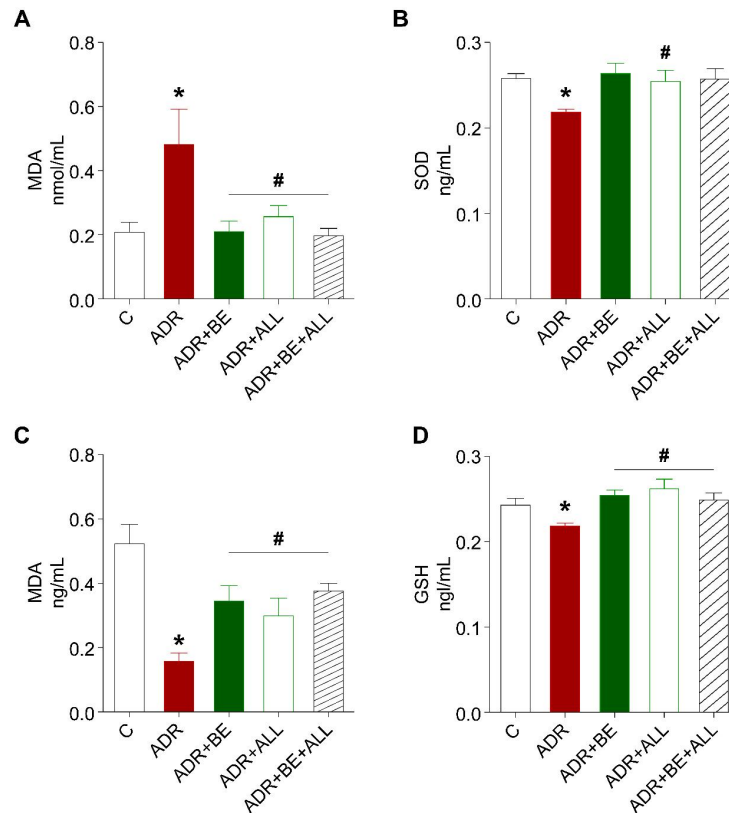 A
MDA
nmol/mL
0.8
0.6
0.4
0.2
0.0
*
#
C
ADR
ADR+BE
ADR+ALL
ADR+BE+ALL
B
SOD
ng/mL
0.3
0.2
0.1
0.0
*
#
C
ADR
ADR+BE
ADR+ALL
ADR+BE+ALL
C
MDA
ng/mL
0.8
0.6
0.4
0.2
0.0
*
#
C
ADR
ADR+BE
ADR+ALL
ADR+BE+ALL
D
GSH
ngl/mL
0.3
0.2
0.1
0.0
*
#
C
ADR
ADR+BE
ADR+ALL
ADR+BE+ALL